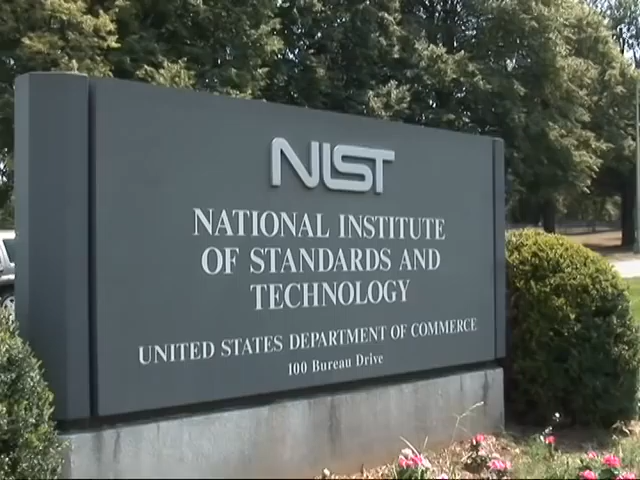 NIST
NATIONAL INSTITUTE
OF STANDARDS AND
TECHNOLOGY
UNITED STATES DEPARTMENT OF COMMERCE
100 Bureau Drive